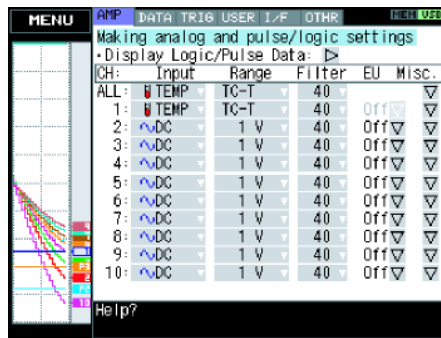 MENU
AMP DATA TRIG USER I/F OTHR MEM USB
Making analog and pulse/logic settings
・Display Logic/Pulse Data:
CH: Input Range Filter EU Misc.
ALL: TEMP TC-T 40
1: TEMP TC-T 40 Off
2: DC 1 V 40 Off
3: DC 1 V 40 Off
4: DC 1 V 40 Off
5: DC 1 V 40 Off
6: DC 1 V 40 Off
7: DC 1 V 40 Off
8: DC 1 V 40 Off
9: DC 1 V 40 Off
10: DC 1 V 40 Off
Help?